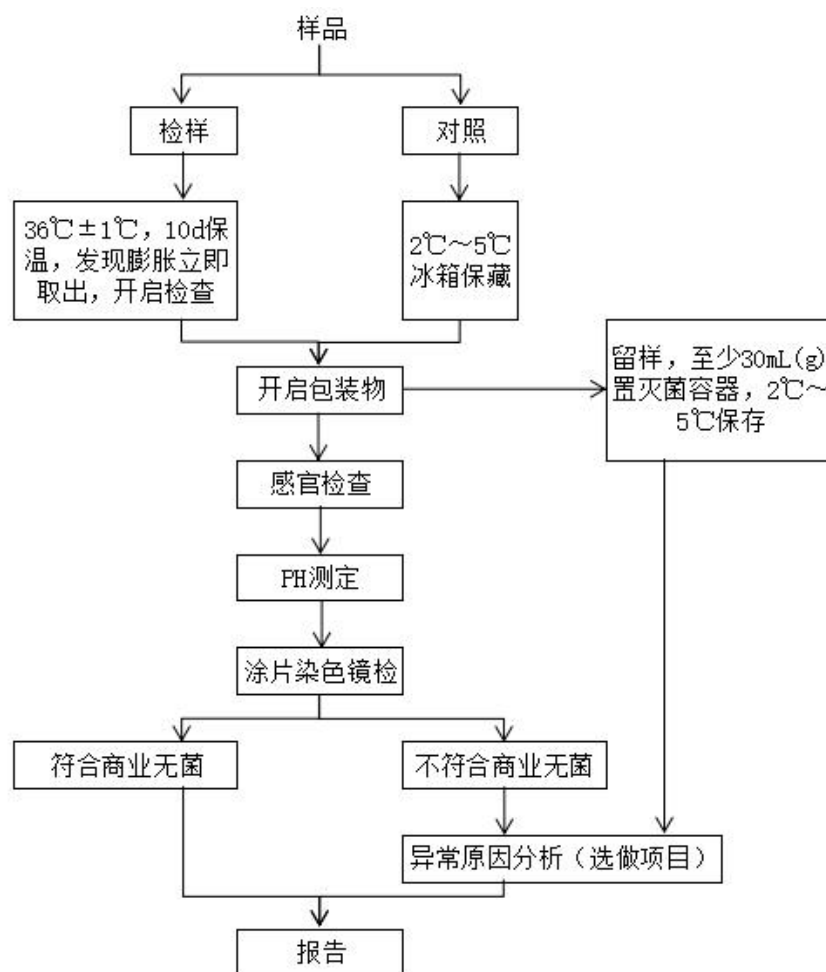 样品
检样
对照
36℃±1℃，10d保
温，发现膨胀立即
取出，开启检查
2℃～5℃
冰箱保藏
开启包装物
留样，至少30mL(g)
置灭菌容器，2℃～
5℃保存
感官检查
PH测定
涂片染色镜检
符合商业无菌
不符合商业无菌
异常原因分析（选做项目）
报告